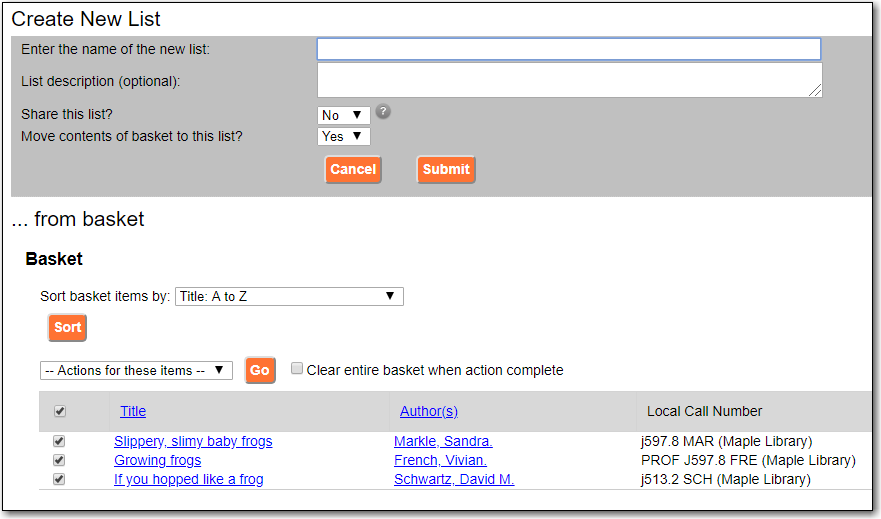 Create New List
Enter the name of the new list:
List description (optional):
Share this list? No ?
Move contents of basket to this list? Yes
Cancel Submit
... from basket
Basket
Sort basket items by: Title: A to Z
Sort
-- Actions for these items -- Go Clear entire basket when action complete
Title Author(s) Local Call Number
Slippery, slimy baby frogs Markle, Sandra. j597.8 MAR (Maple Library)
Growing frogs French, Vivian. PROF J597.8 FRE (Maple Library)
If you hopped like a frog Schwartz, David M. j513.2 SCH (Maple Library)